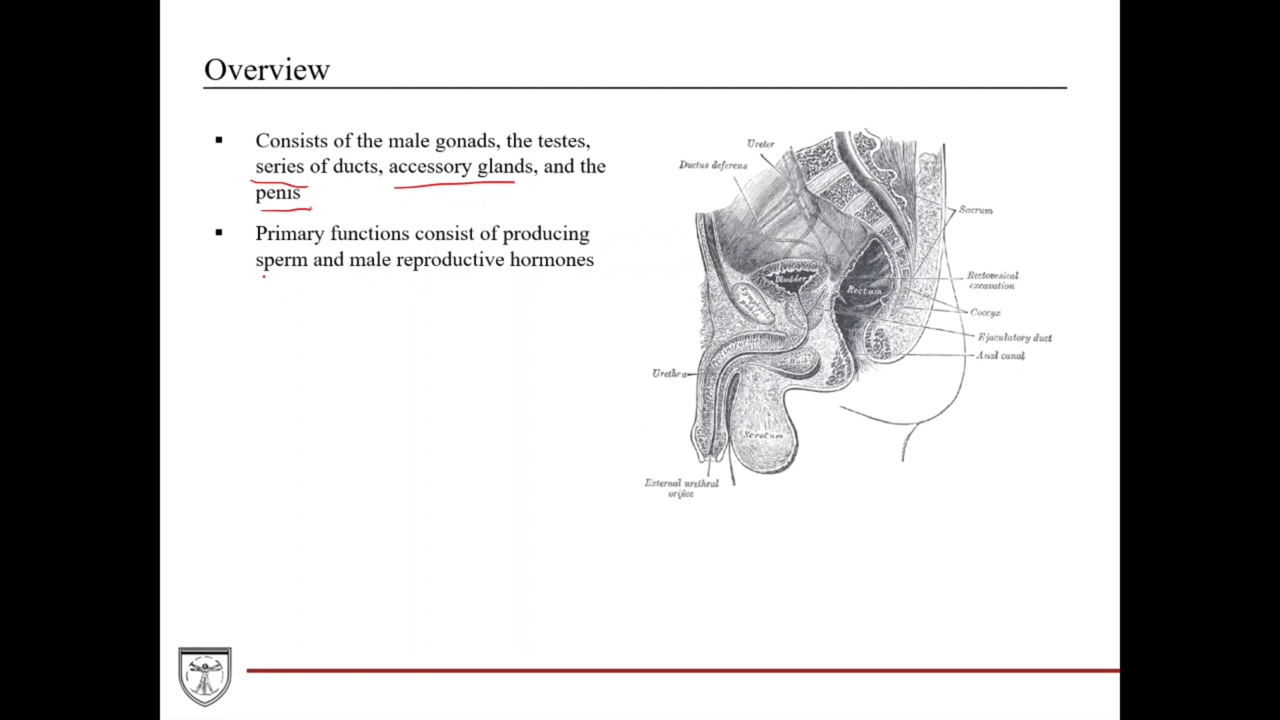 Overview
Consists of the male gonads, the testes,
series of ducts, accessory glands, and the
penis
Primary functions consist of producing
sperm and male reproductive hormones
Ureter
Ductus deferens
Sacrum
Bladder
Rectum
Rectovesical
excavation
Coccyx
Ejaculatory duct
Anal canal
Urethra
Scrotum
External urethral
orifice